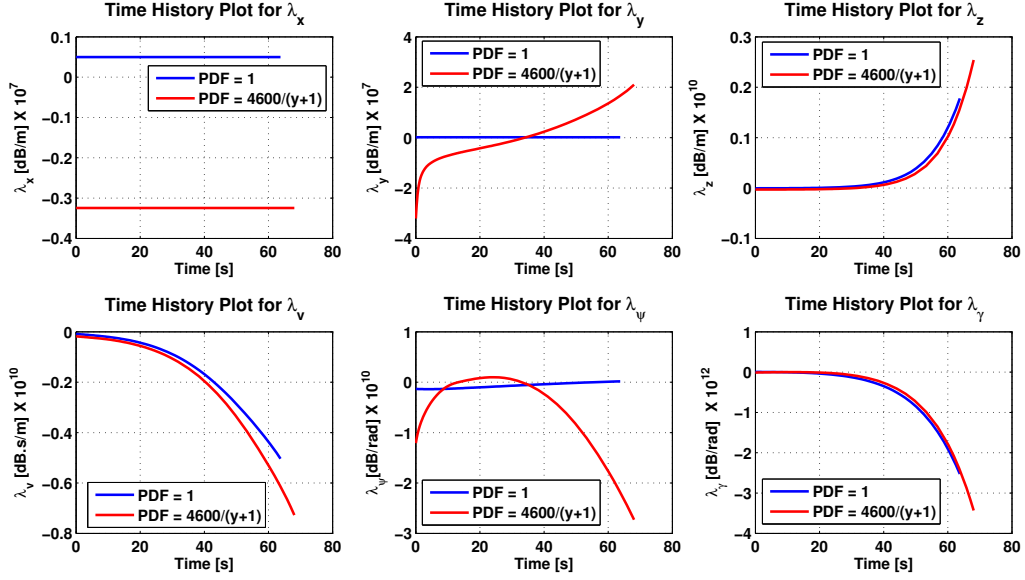 Time History Plot for λx
0.1
0
−0.1
−0.2
−0.3
−0.4
λx [dB/m] X 10^7
PDF = 1
PDF = 4600/(y+1)
0 20 40 60 80
Time [s]
Time History Plot for λy
4
2
0
−2
−4
λy [dB/m] X 10^7
PDF = 1
PDF = 4600/(y+1)
0 20 40 60 80
Time [s]
Time History Plot for λz
0.3
0.2
0.1
0
−0.1
λz [dB/m] X 10^10
PDF = 1
PDF = 4600/(y+1)
0 20 40 60 80
Time [s]
Time History Plot for λv
0
−0.2
−0.4
−0.6
−0.8
λv [dB.s/m] X 10^10
PDF = 1
PDF = 4600/(y+1)
0 20 40 60 80
Time [s]
Time History Plot for λψ
1
0
−1
−2
−3
λψ [dB/rad] X 10^10
PDF = 1
PDF = 4600/(y+1)
0 20 40 60 80
Time [s]
Time History Plot for λγ
1
0
−1
−2
−3
−4
λγ [dB/rad] X 10^12
PDF = 1
PDF = 4600/(y+1)
0 20 40 60 80
Time [s]